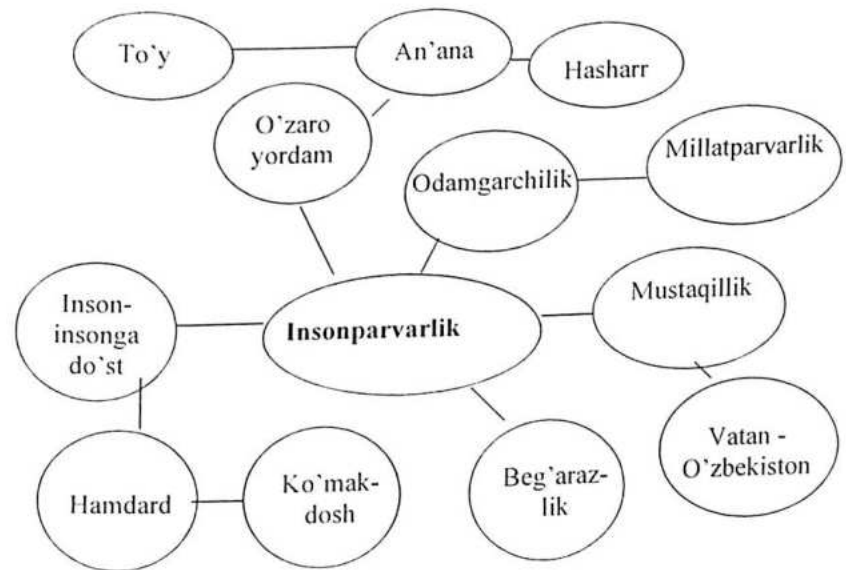 To`y
An’ana
Hasharr
O`zaro
yordam
Odamgarchilik
Millatparvarlik
Inson-
insonga
do`st
Insonparvarlik
Mustaqillik
Hamdard
Ko`mak-
dosh
Beg`araz-
lik
Vatan -
O`zbekiston